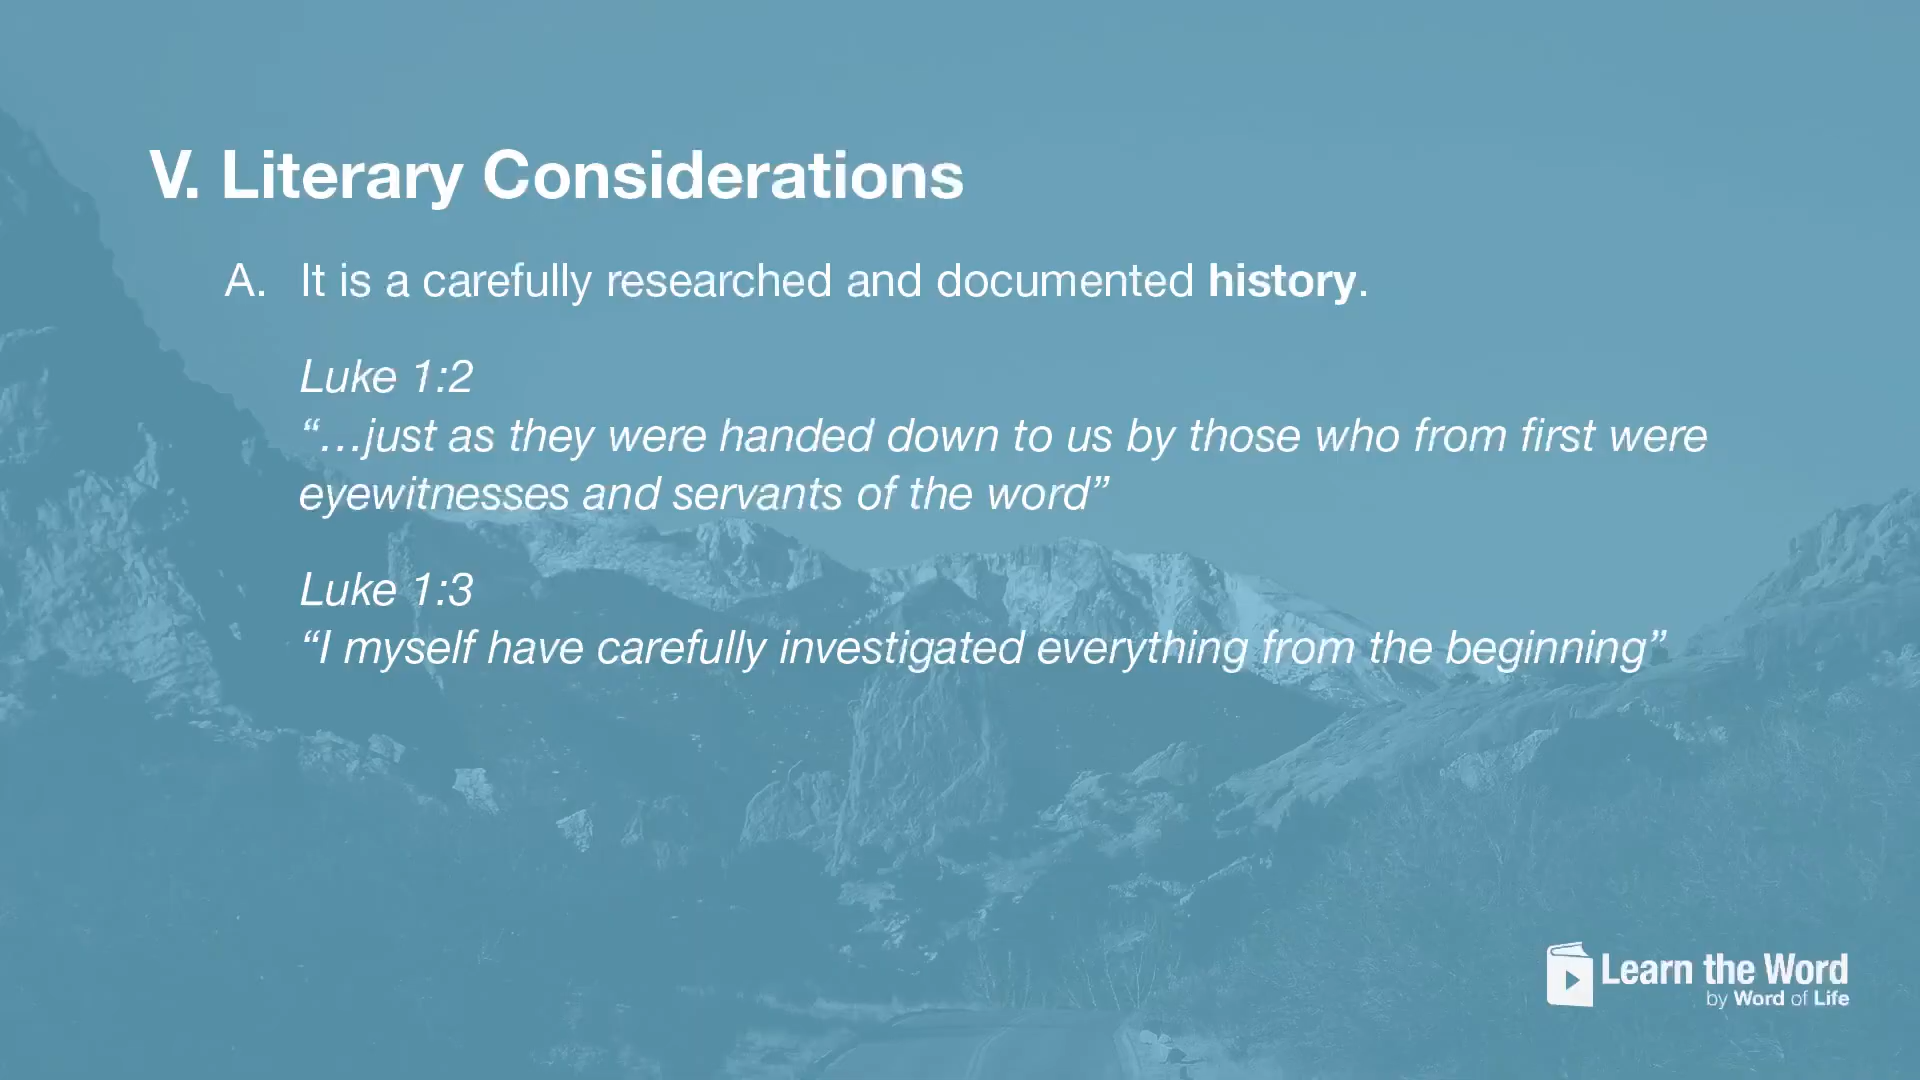 V. Literary Considerations
A. It is a carefully researched and documented history.
Luke 1:2
“…just as they were handed down to us by those who from first were
eyewitnesses and servants of the word”
Luke 1:3
“I myself have carefully investigated everything from the beginning”
Learn the Word
by Word of Life